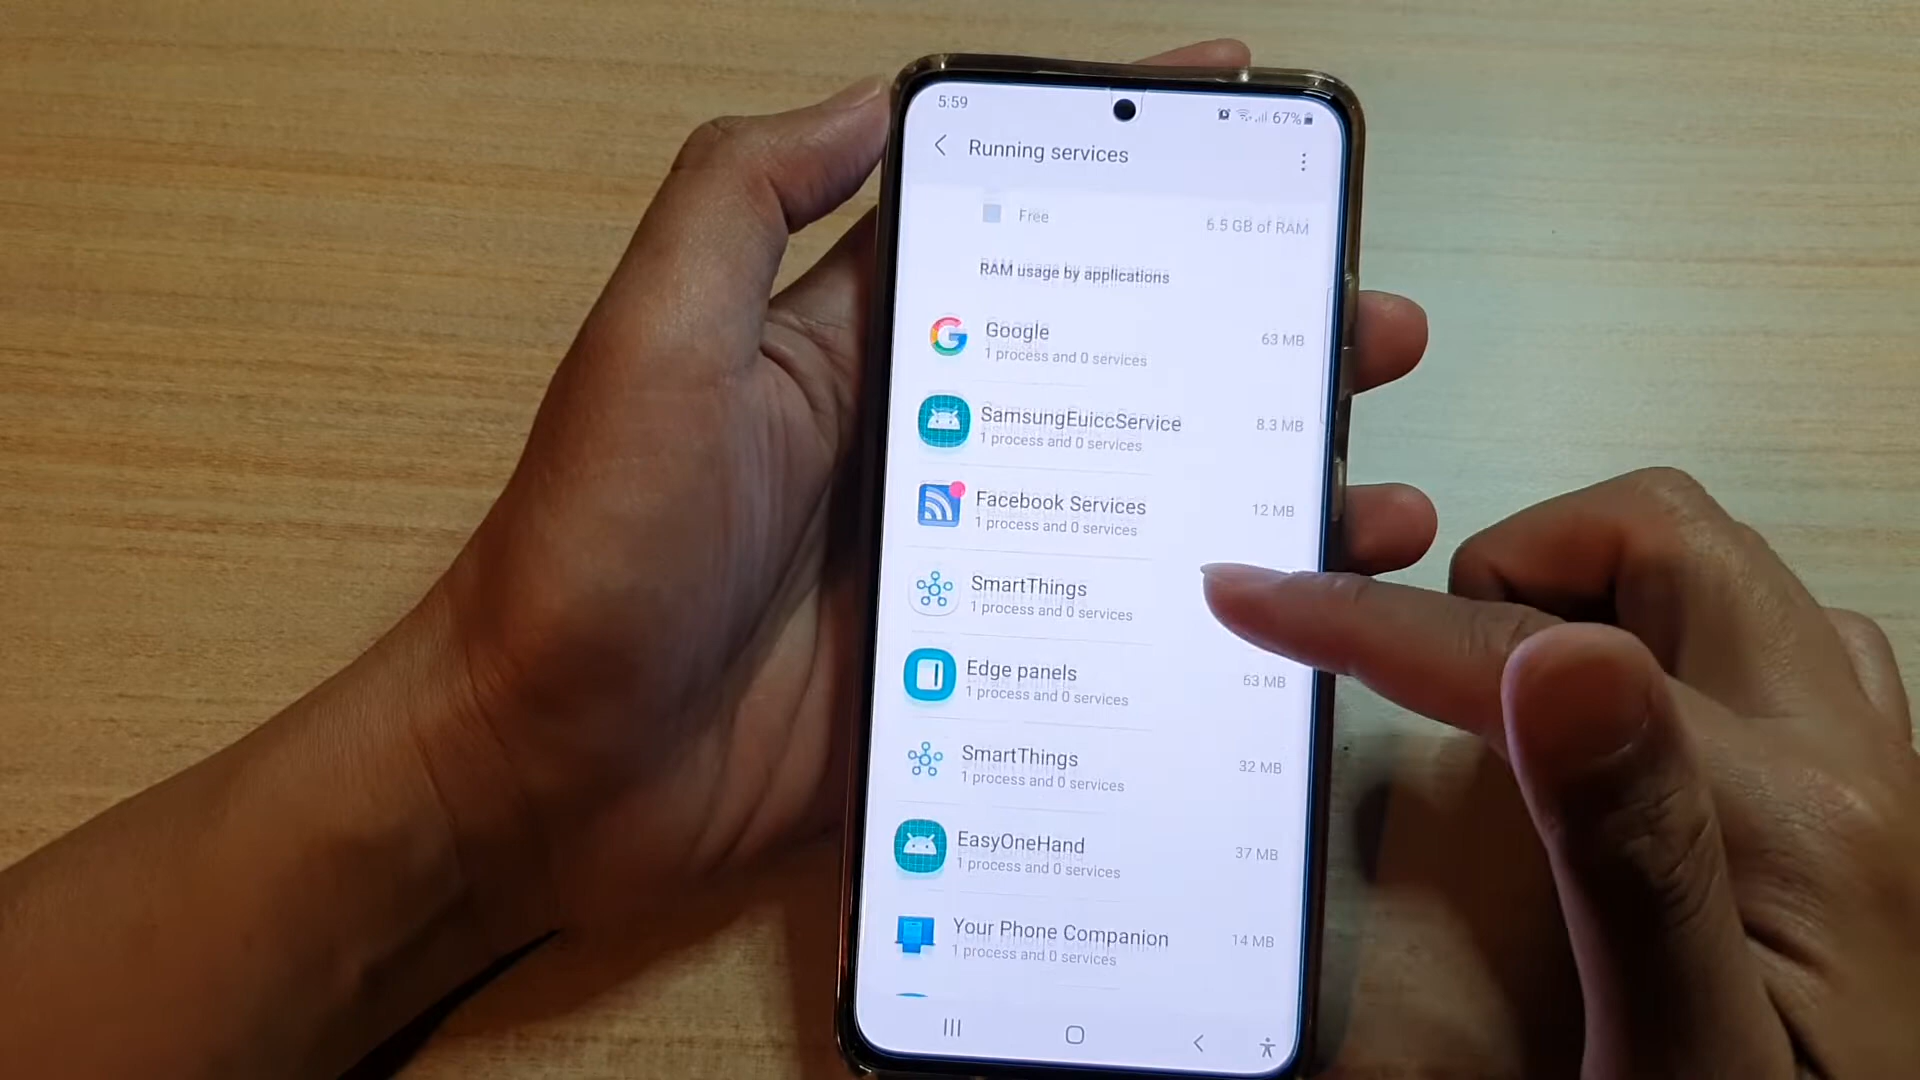 5:59
67%
Running services
Free
6.5 GB of RAM
RAM usage by applications
Google
63 MB
1 process and 0 services
SamsungEuiccService
8.3 MB
1 process and 0 services
Facebook Services
12 MB
1 process and 0 services
SmartThings
1 process and 0 services
Edge panels
63 MB
1 process and 0 services
SmartThings
32 MB
1 process and 0 services
EasyOneHand
37 MB
1 process and 0 services
Your Phone Companion
14 MB
1 process and 0 services